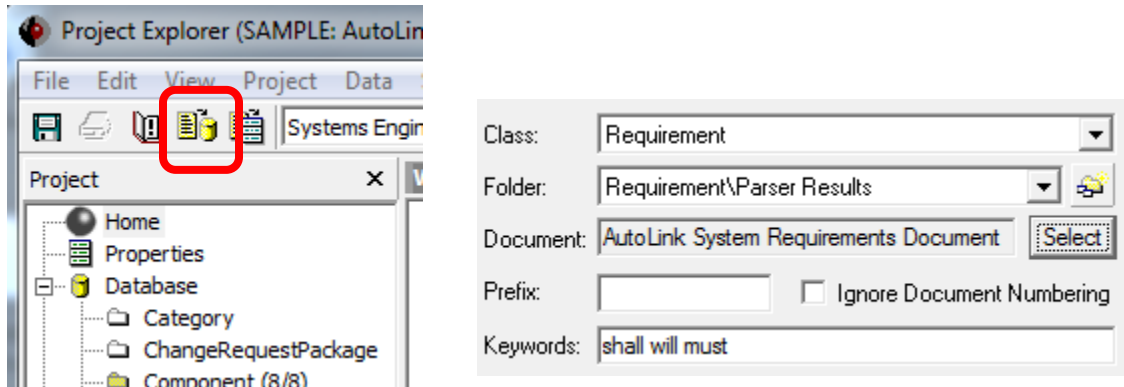 Project Explorer (SAMPLE: AutoLin
File Edit View Project Data
Systems Engin
Project
Home
Properties
Database
Category
ChangeRequestPackage
Component (8/8)
Class: Requirement
Folder: Requirement\Parser Results
Document: AutoLink System Requirements Document Select
Prefix: Ignore Document Numbering
Keywords: shall will must